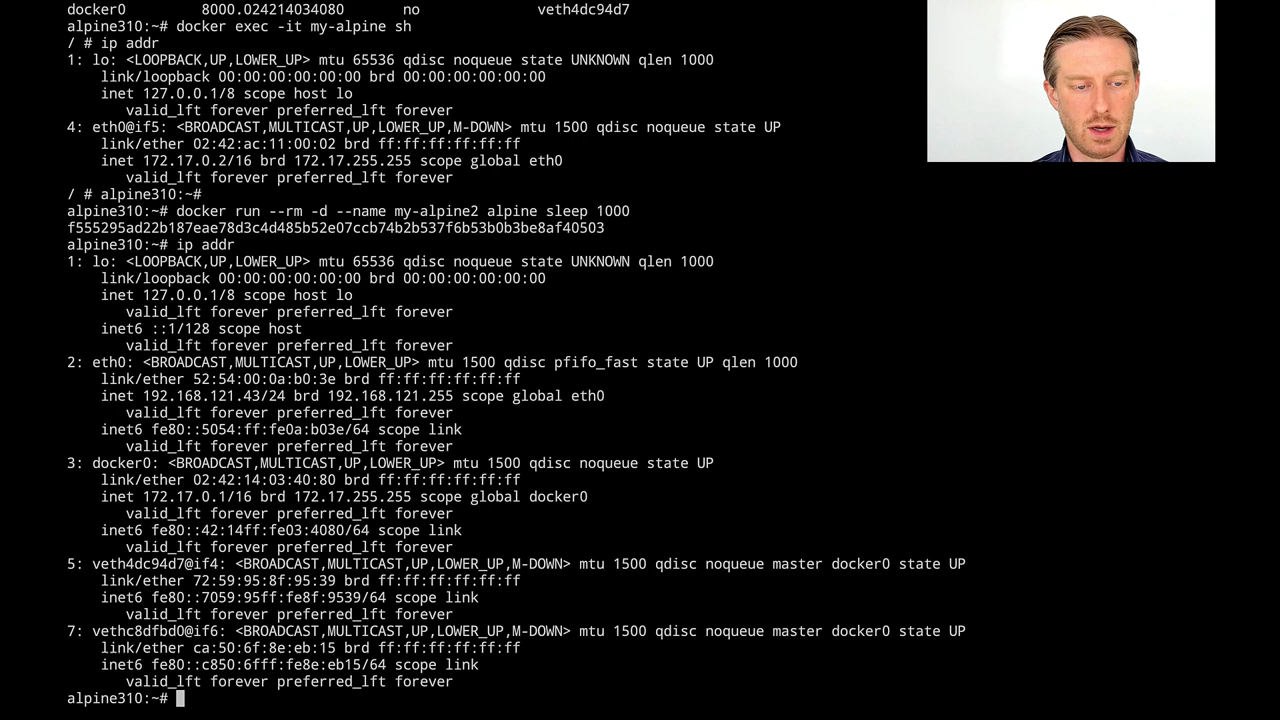 docker0 8000.024214034080 no veth4dc94d7
alpine310:~# docker exec -it my-alpine sh
/ # ip addr
1: lo: <LOOPBACK,UP,LOWER_UP> mtu 65536 qdisc noqueue state UNKNOWN qlen 1000
link/loopback 00:00:00:00:00:00 brd 00:00:00:00:00:00
inet 127.0.0.1/8 scope host lo
valid_lft forever preferred_lft forever
4: eth0@if5: <BROADCAST,MULTICAST,UP,LOWER_UP,M-DOWN> mtu 1500 qdisc noqueue state UP
link/ether 02:42:ac:11:00:02 brd ff:ff:ff:ff:ff:ff
inet 172.17.0.2/16 brd 172.17.255.255 scope global eth0
valid_lft forever preferred_lft forever
/ # alpine310:~#
alpine310:~# docker run --rm -d --name my-alpine2 alpine sleep 1000
f555295ad22b187eae78d3c4d485b52e07ccb74b2b537f6b53b0b3be8af40503
alpine310:~# ip addr
1: lo: <LOOPBACK,UP,LOWER_UP> mtu 65536 qdisc noqueue state UNKNOWN qlen 1000
link/loopback 00:00:00:00:00:00 brd 00:00:00:00:00:00
inet 127.0.0.1/8 scope host lo
valid_lft forever preferred_lft forever
inet6 ::1/128 scope host
valid_lft forever preferred_lft forever
2: eth0: <BROADCAST,MULTICAST,UP,LOWER_UP> mtu 1500 qdisc pfifo_fast state UP qlen 1000
link/ether 52:54:00:0a:b0:3e brd ff:ff:ff:ff:ff:ff
inet 192.168.121.43/24 brd 192.168.121.255 scope global eth0
valid_lft forever preferred_lft forever
inet6 fe80::5054:ff:fe0a:b03e/64 scope link
valid_lft forever preferred_lft forever
3: docker0: <BROADCAST,MULTICAST,UP,LOWER_UP> mtu 1500 qdisc noqueue state UP
link/ether 02:42:14:03:40:80 brd ff:ff:ff:ff:ff:ff
inet 172.17.0.1/16 brd 172.17.255.255 scope global docker0
valid_lft forever preferred_lft forever
inet6 fe80::42:14ff:fe03:4080/64 scope link
valid_lft forever preferred_lft forever
5: veth4dc94d7@if4: <BROADCAST,MULTICAST,UP,LOWER_UP,M-DOWN> mtu 1500 qdisc noqueue master docker0 state UP
link/ether 72:59:95:8f:95:39 brd ff:ff:ff:ff:ff:ff
inet6 fe80::7059:95ff:fe8f:9539/64 scope link
valid_lft forever preferred_lft forever
7: vethc8dfbd0@if6: <BROADCAST,MULTICAST,UP,LOWER_UP,M-DOWN> mtu 1500 qdisc noqueue master docker0 state UP
link/ether ca:50:6f:8e:eb:15 brd ff:ff:ff:ff:ff:ff
inet6 fe80::c850:6fff:fe8e:eb15/64 scope link
valid_lft forever preferred_lft forever
alpine310:~#